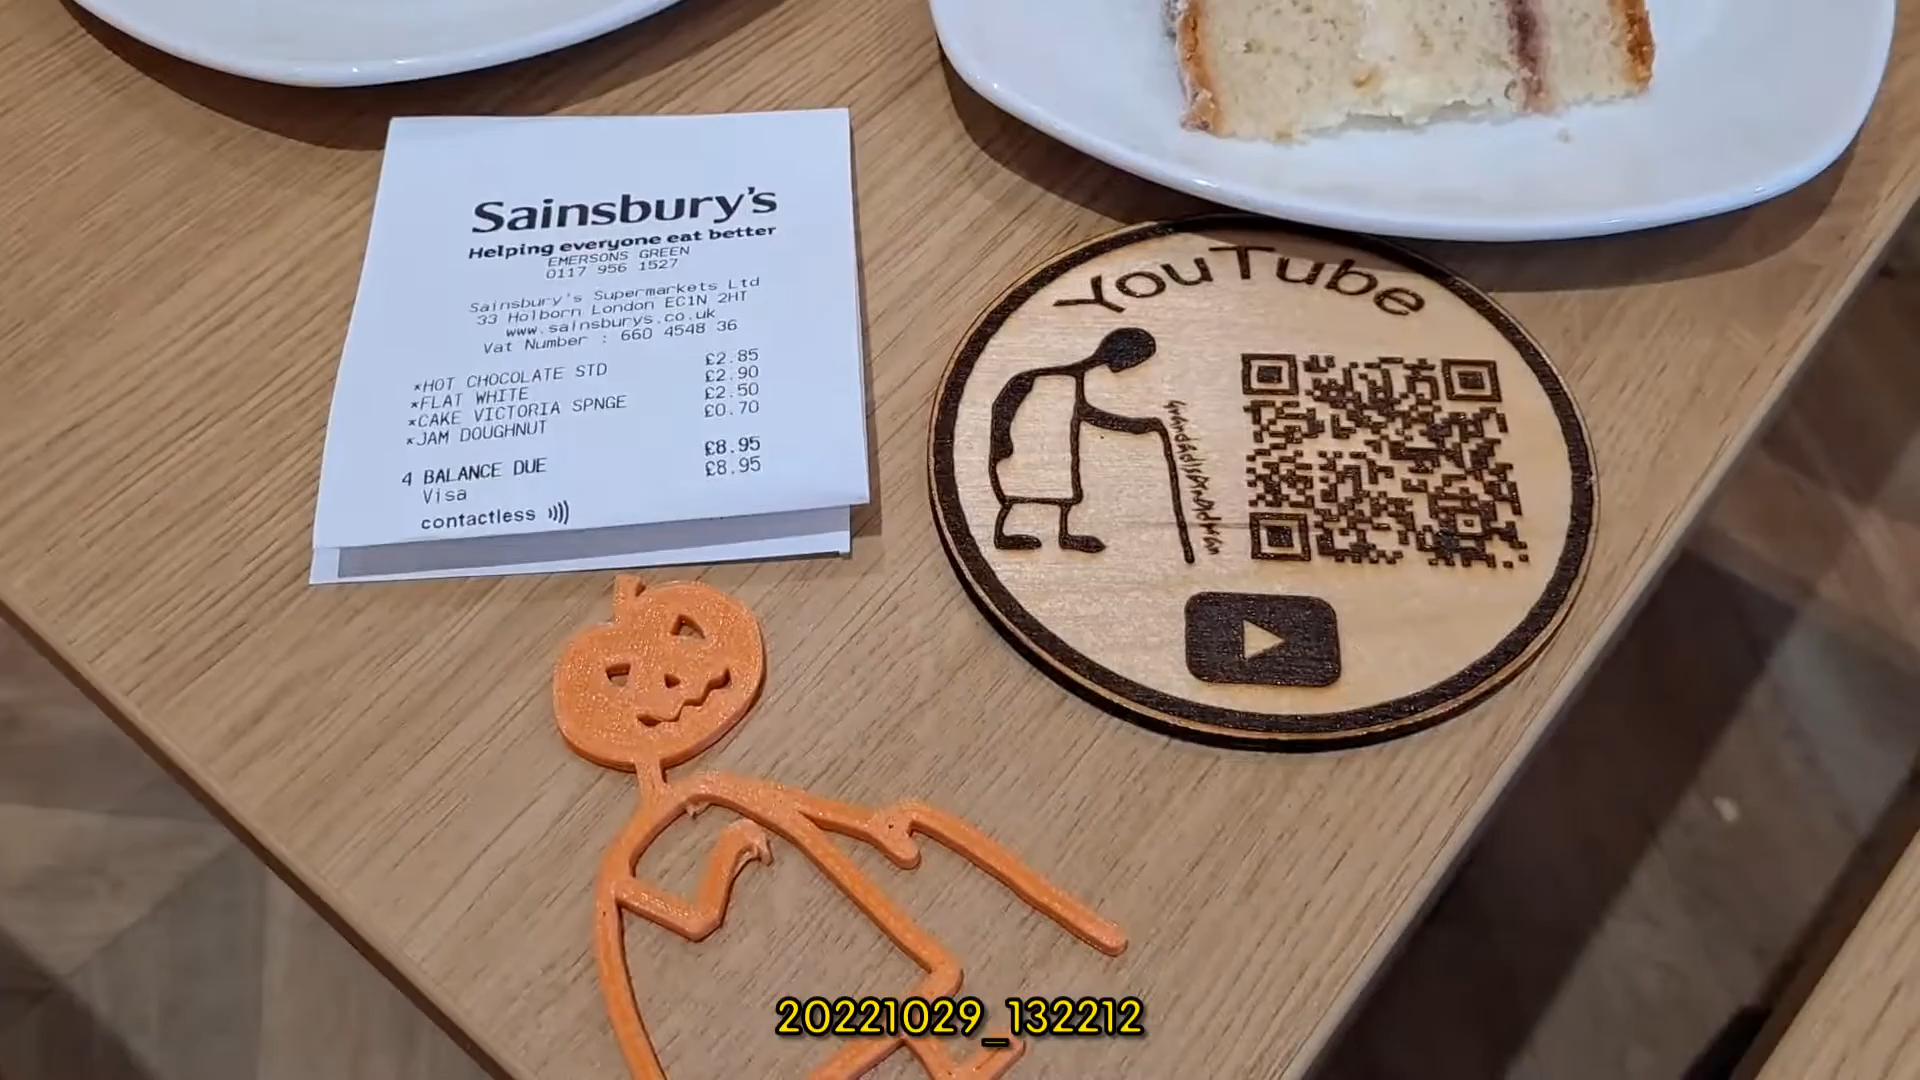 Sainsbury's
Helping everyone eat better
EMERSONS GREEN
0117 956 1527
Sainsbury's Supermarkets Ltd
33 Holborn London EC1N 2HT
www.sainsburys.co.uk
Vat Number : 660 4548 36
*HOT CHOCOLATE STD £2.85
*FLAT WHITE £2.90
*CAKE VICTORIA SPNGE £2.50
*JAM DOUGHNUT £0.70
4 BALANCE DUE £8.95
Visa £8.95
contactless
YouTube
20221029_132212